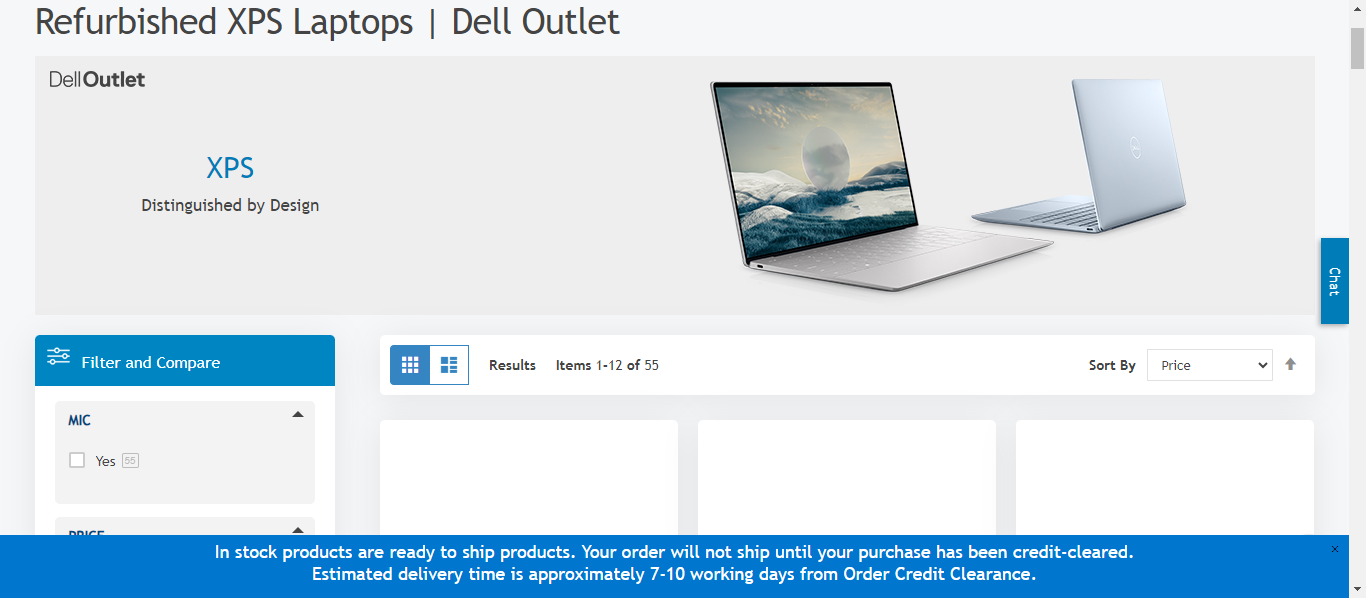 Refurbished XPS Laptops | Dell Outlet
DellOutlet
XPS
Distinguished by Design
Chat
Filter and Compare
Results Items 1-12 of 55
Sort By Price
MIC
Yes 55
PRICE
In stock products are ready to ship products. Your order will not ship until your purchase has been credit-cleared.
Estimated delivery time is approximately 7-10 working days from Order Credit Clearance.